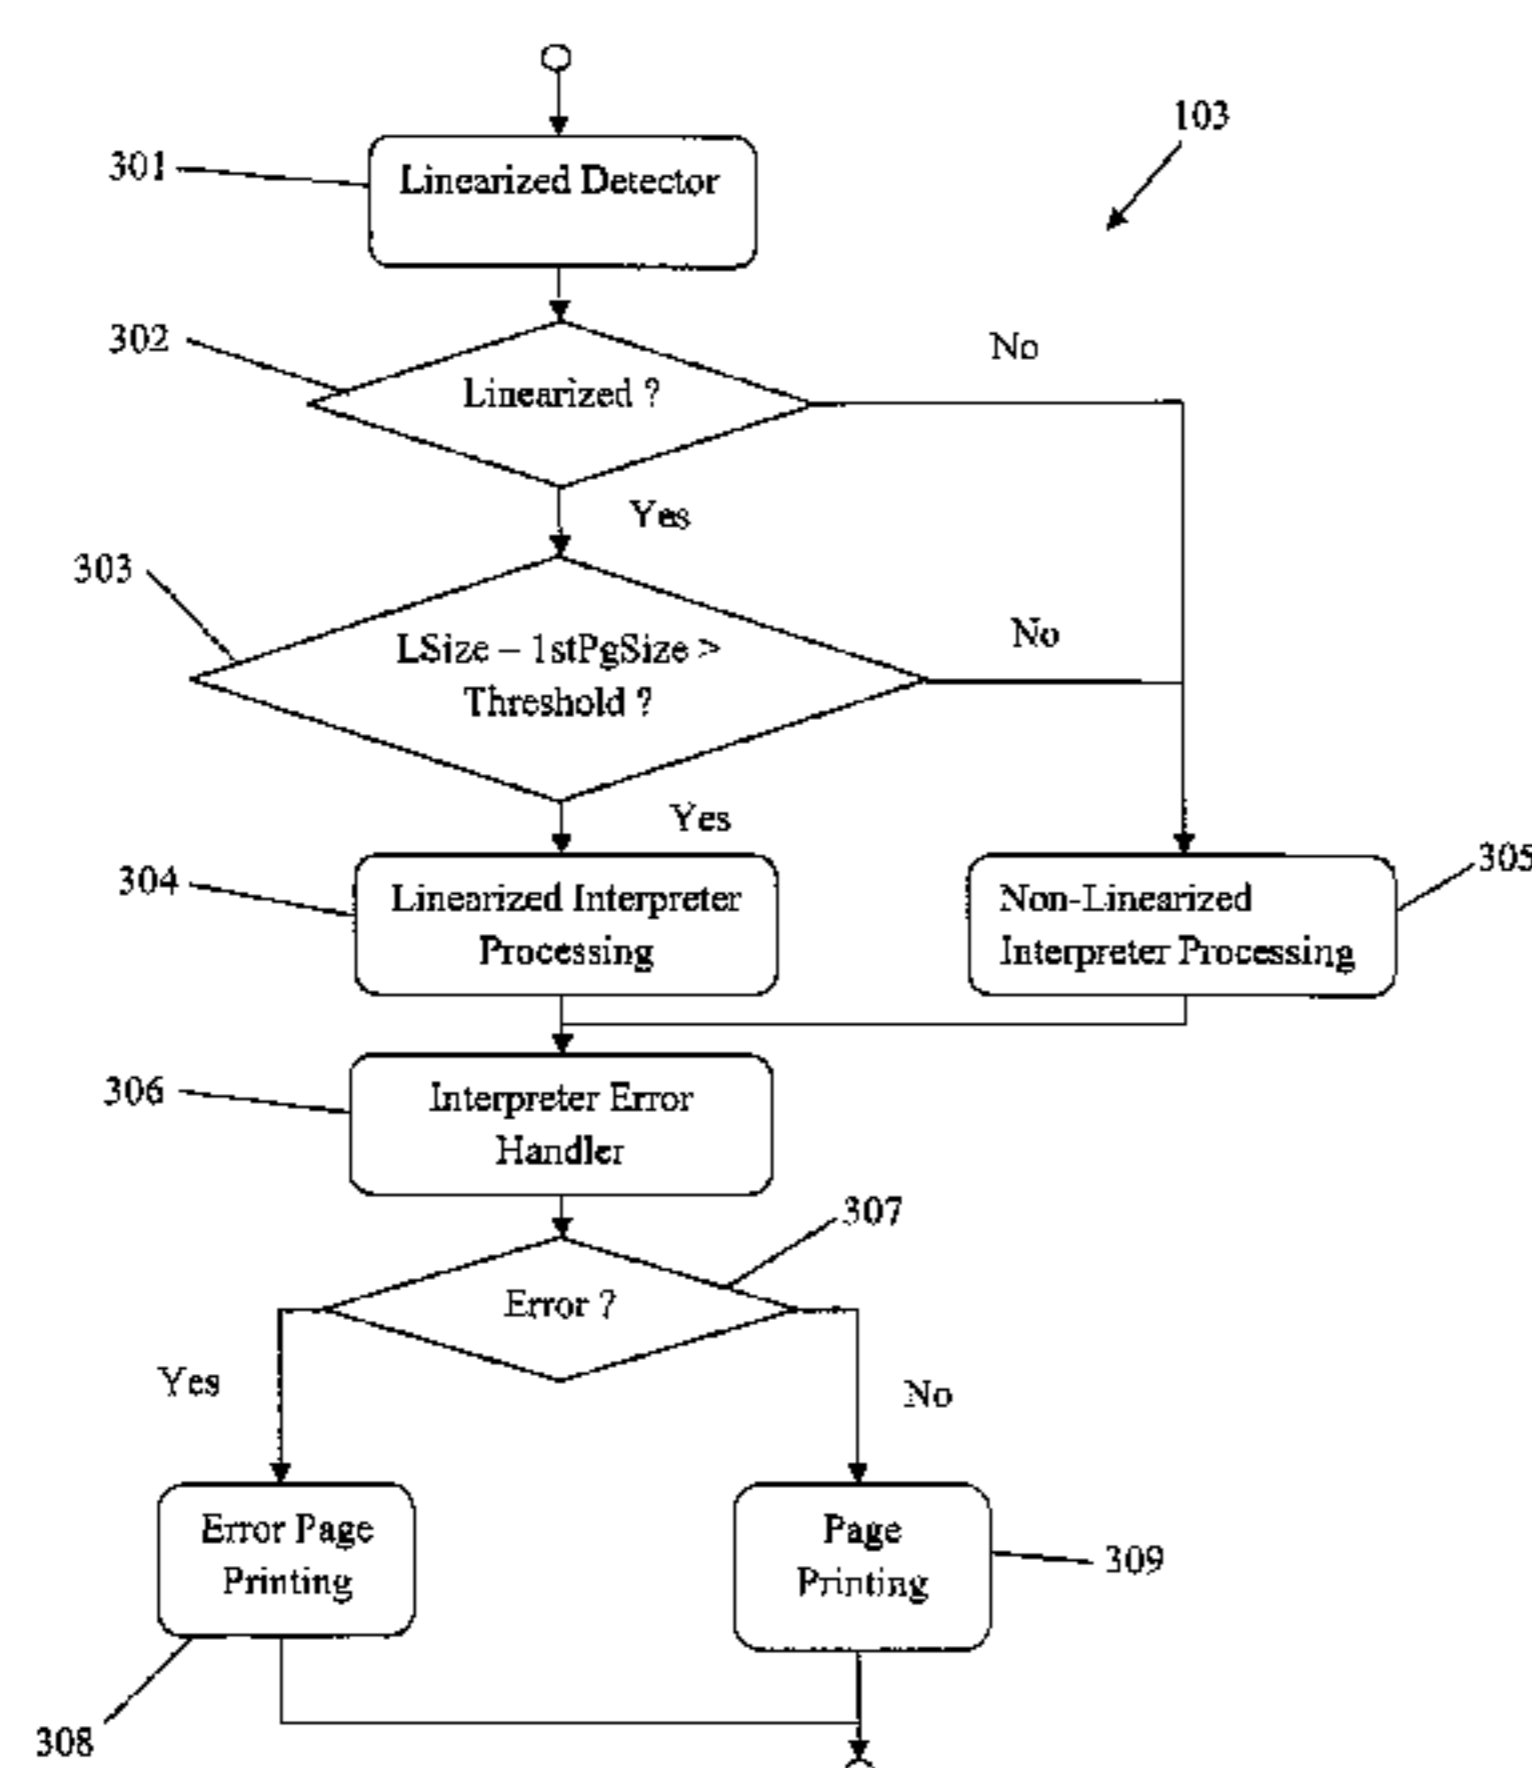 103
301
Linearized Detector
302
Linearized ?
No
Yes
303
LSize – 1stPgSize >
Threshold ?
No
Yes
304
Linearized Interpreter
Processing
Non-Linearized
Interpreter Processing
305
306
Interpreter Error
Handler
307
Error ?
Yes
No
Error Page
Printing
Page
Printing
309
308